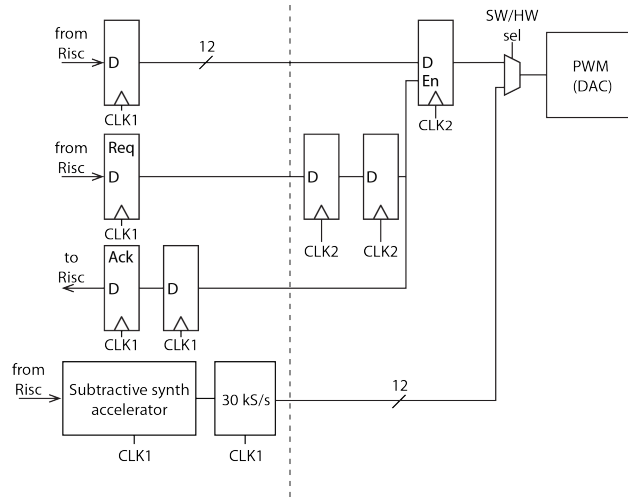 SW/HW
sel
from
Risc
D
12
D
En
PWM
(DAC)
CLK1
CLK2
from
Risc
Req
D
D
D
CLK1
CLK2
CLK2
to
Risc
Ack
D
D
CLK1
CLK1
from
Risc
Subtractive synth
accelerator
30 kS/s
12
CLK1
CLK1